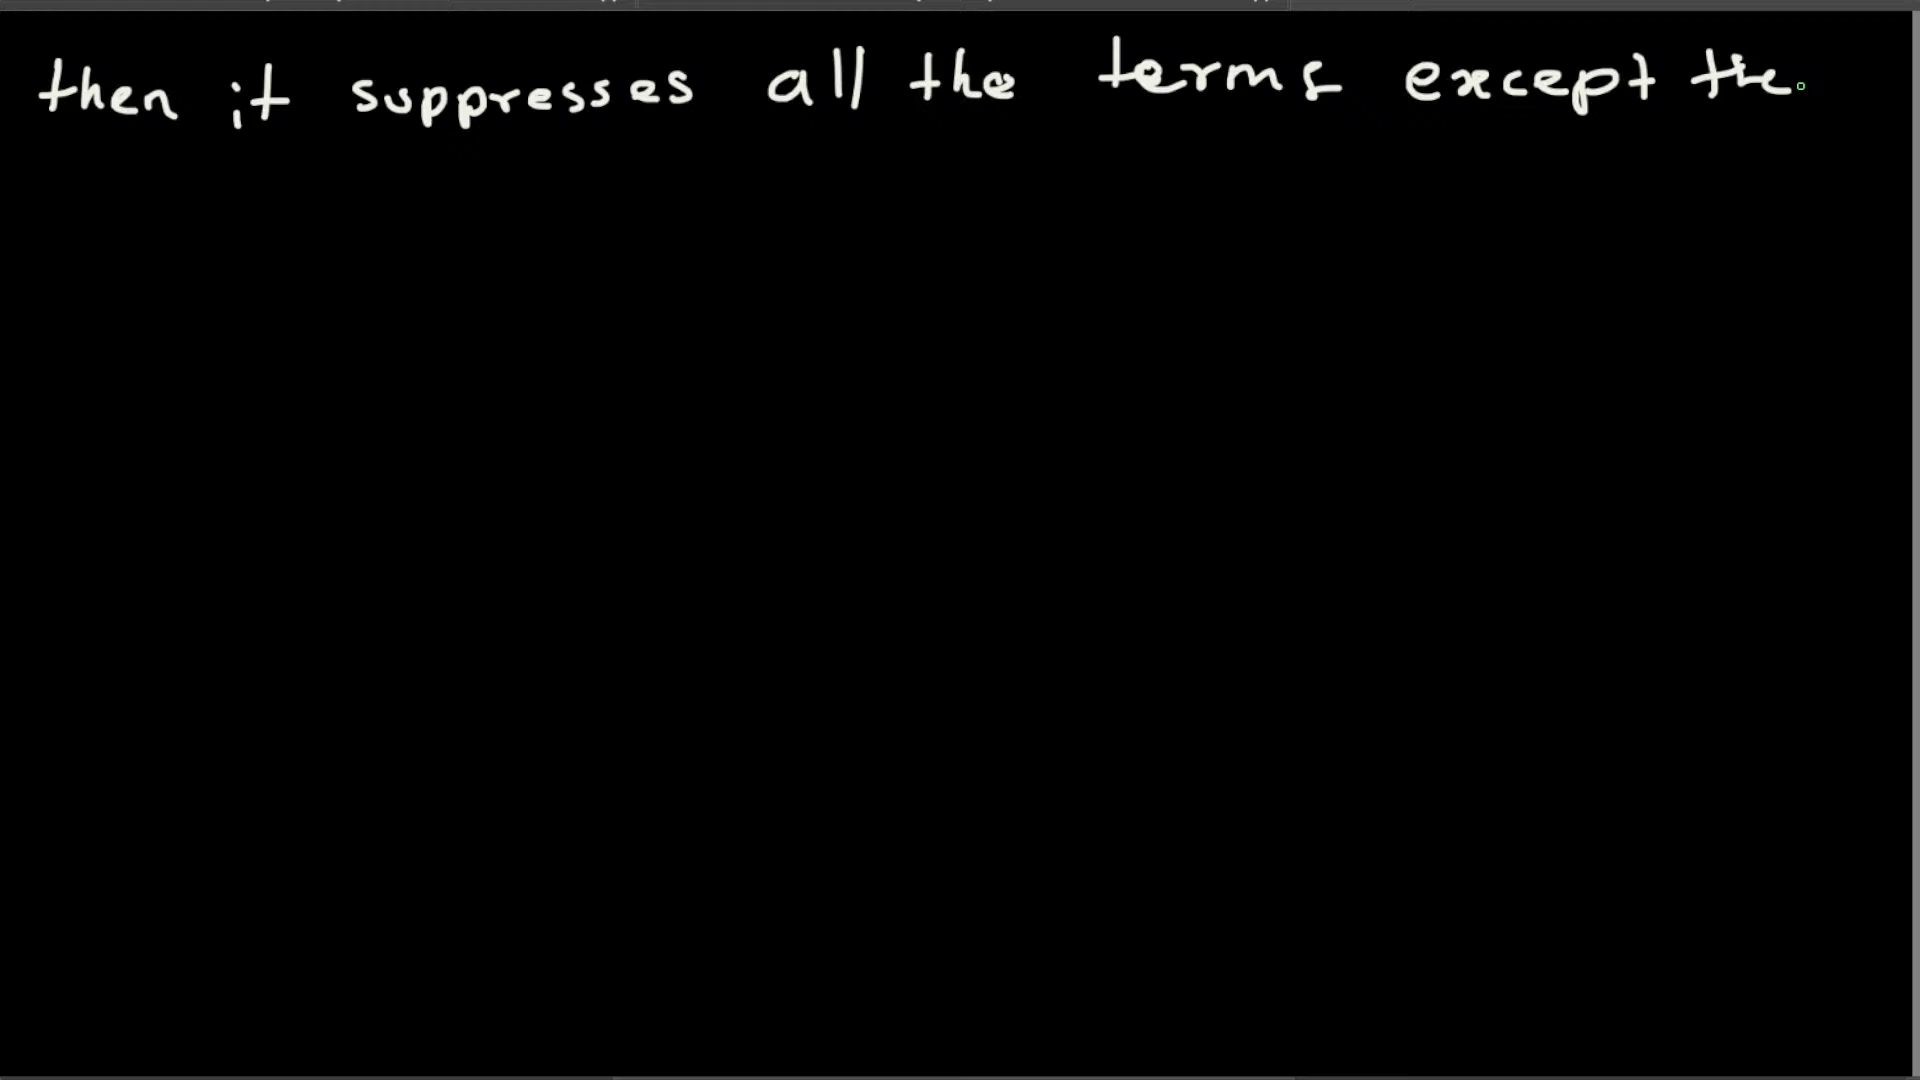 then it suppresses all the terms except the